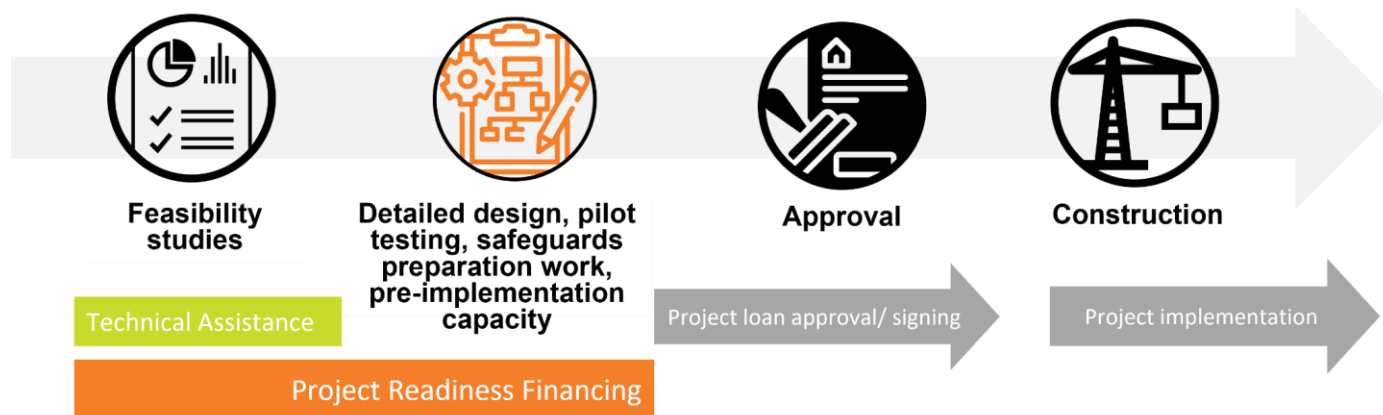 Feasibility
studies
Detailed design, pilot
testing, safeguards
preparation work,
pre-implementation
capacity
Approval
Construction
Technical Assistance
Project loan approval/ signing
Project implementation
Project Readiness Financing